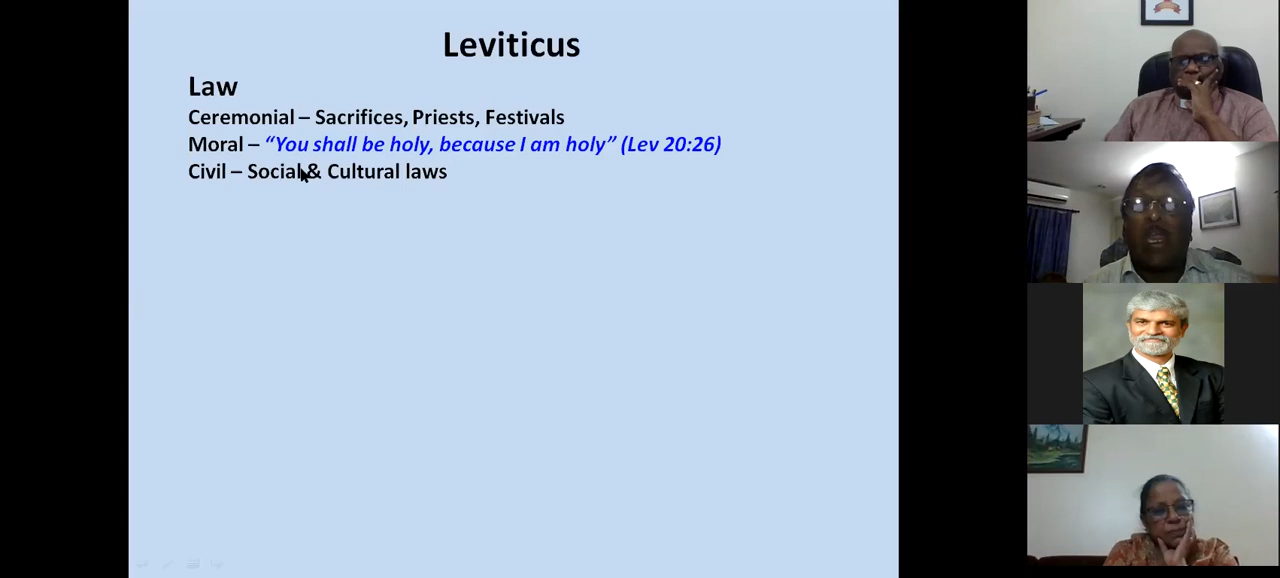 Leviticus
Law
Ceremonial – Sacrifices, Priests, Festivals
Moral – “You shall be holy, because I am holy” (Lev 20:26)
Civil – Social & Cultural laws